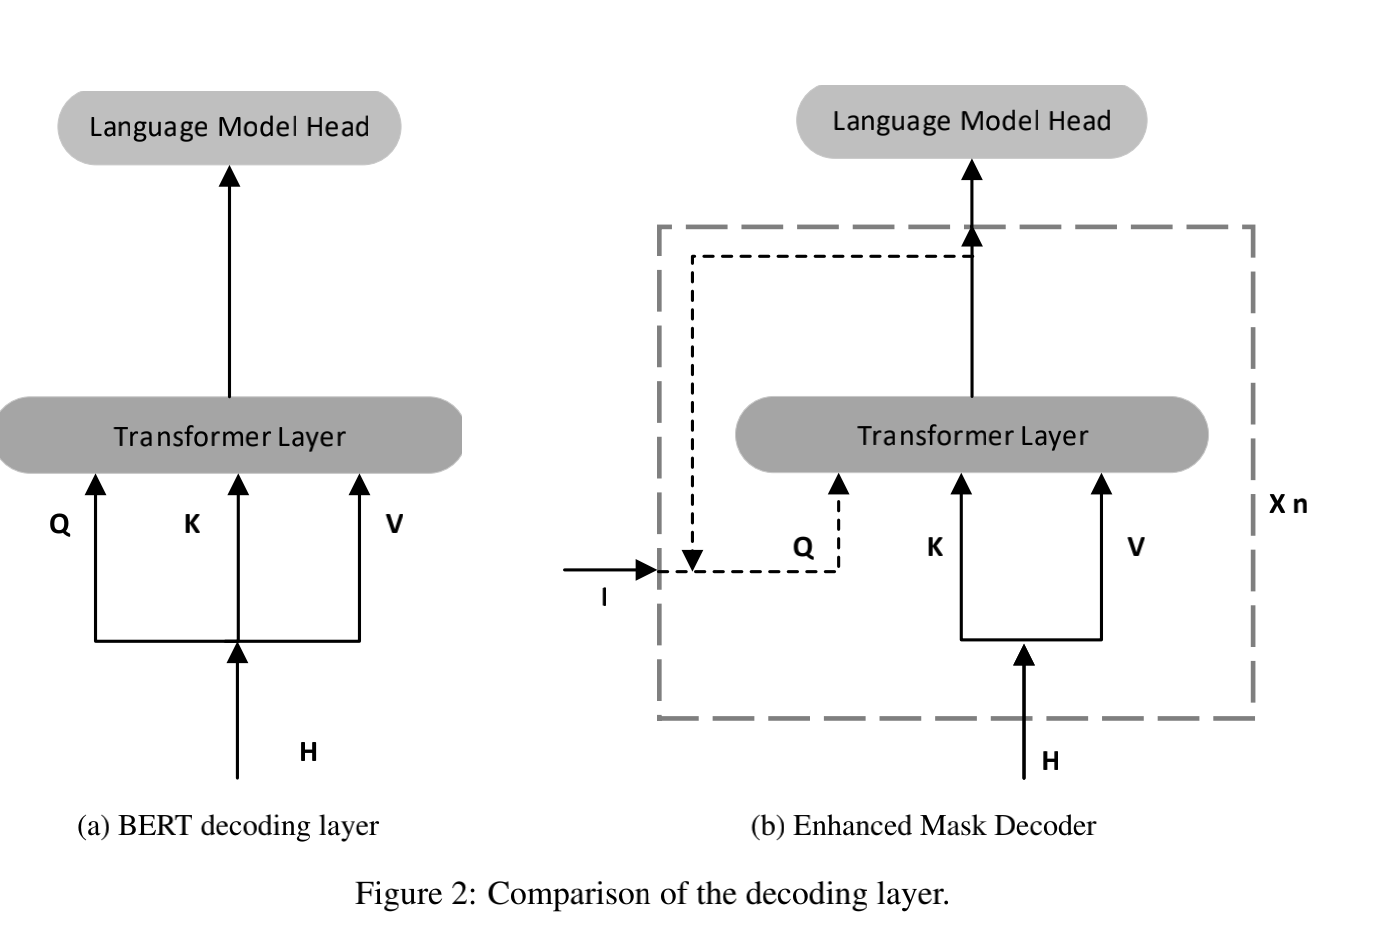 Language Model Head
Transformer Layer
Q
K
V
H
(a) BERT decoding layer
Language Model Head
Transformer Layer
X n
Q
K
V
I
H
(b) Enhanced Mask Decoder
Figure 2: Comparison of the decoding layer.